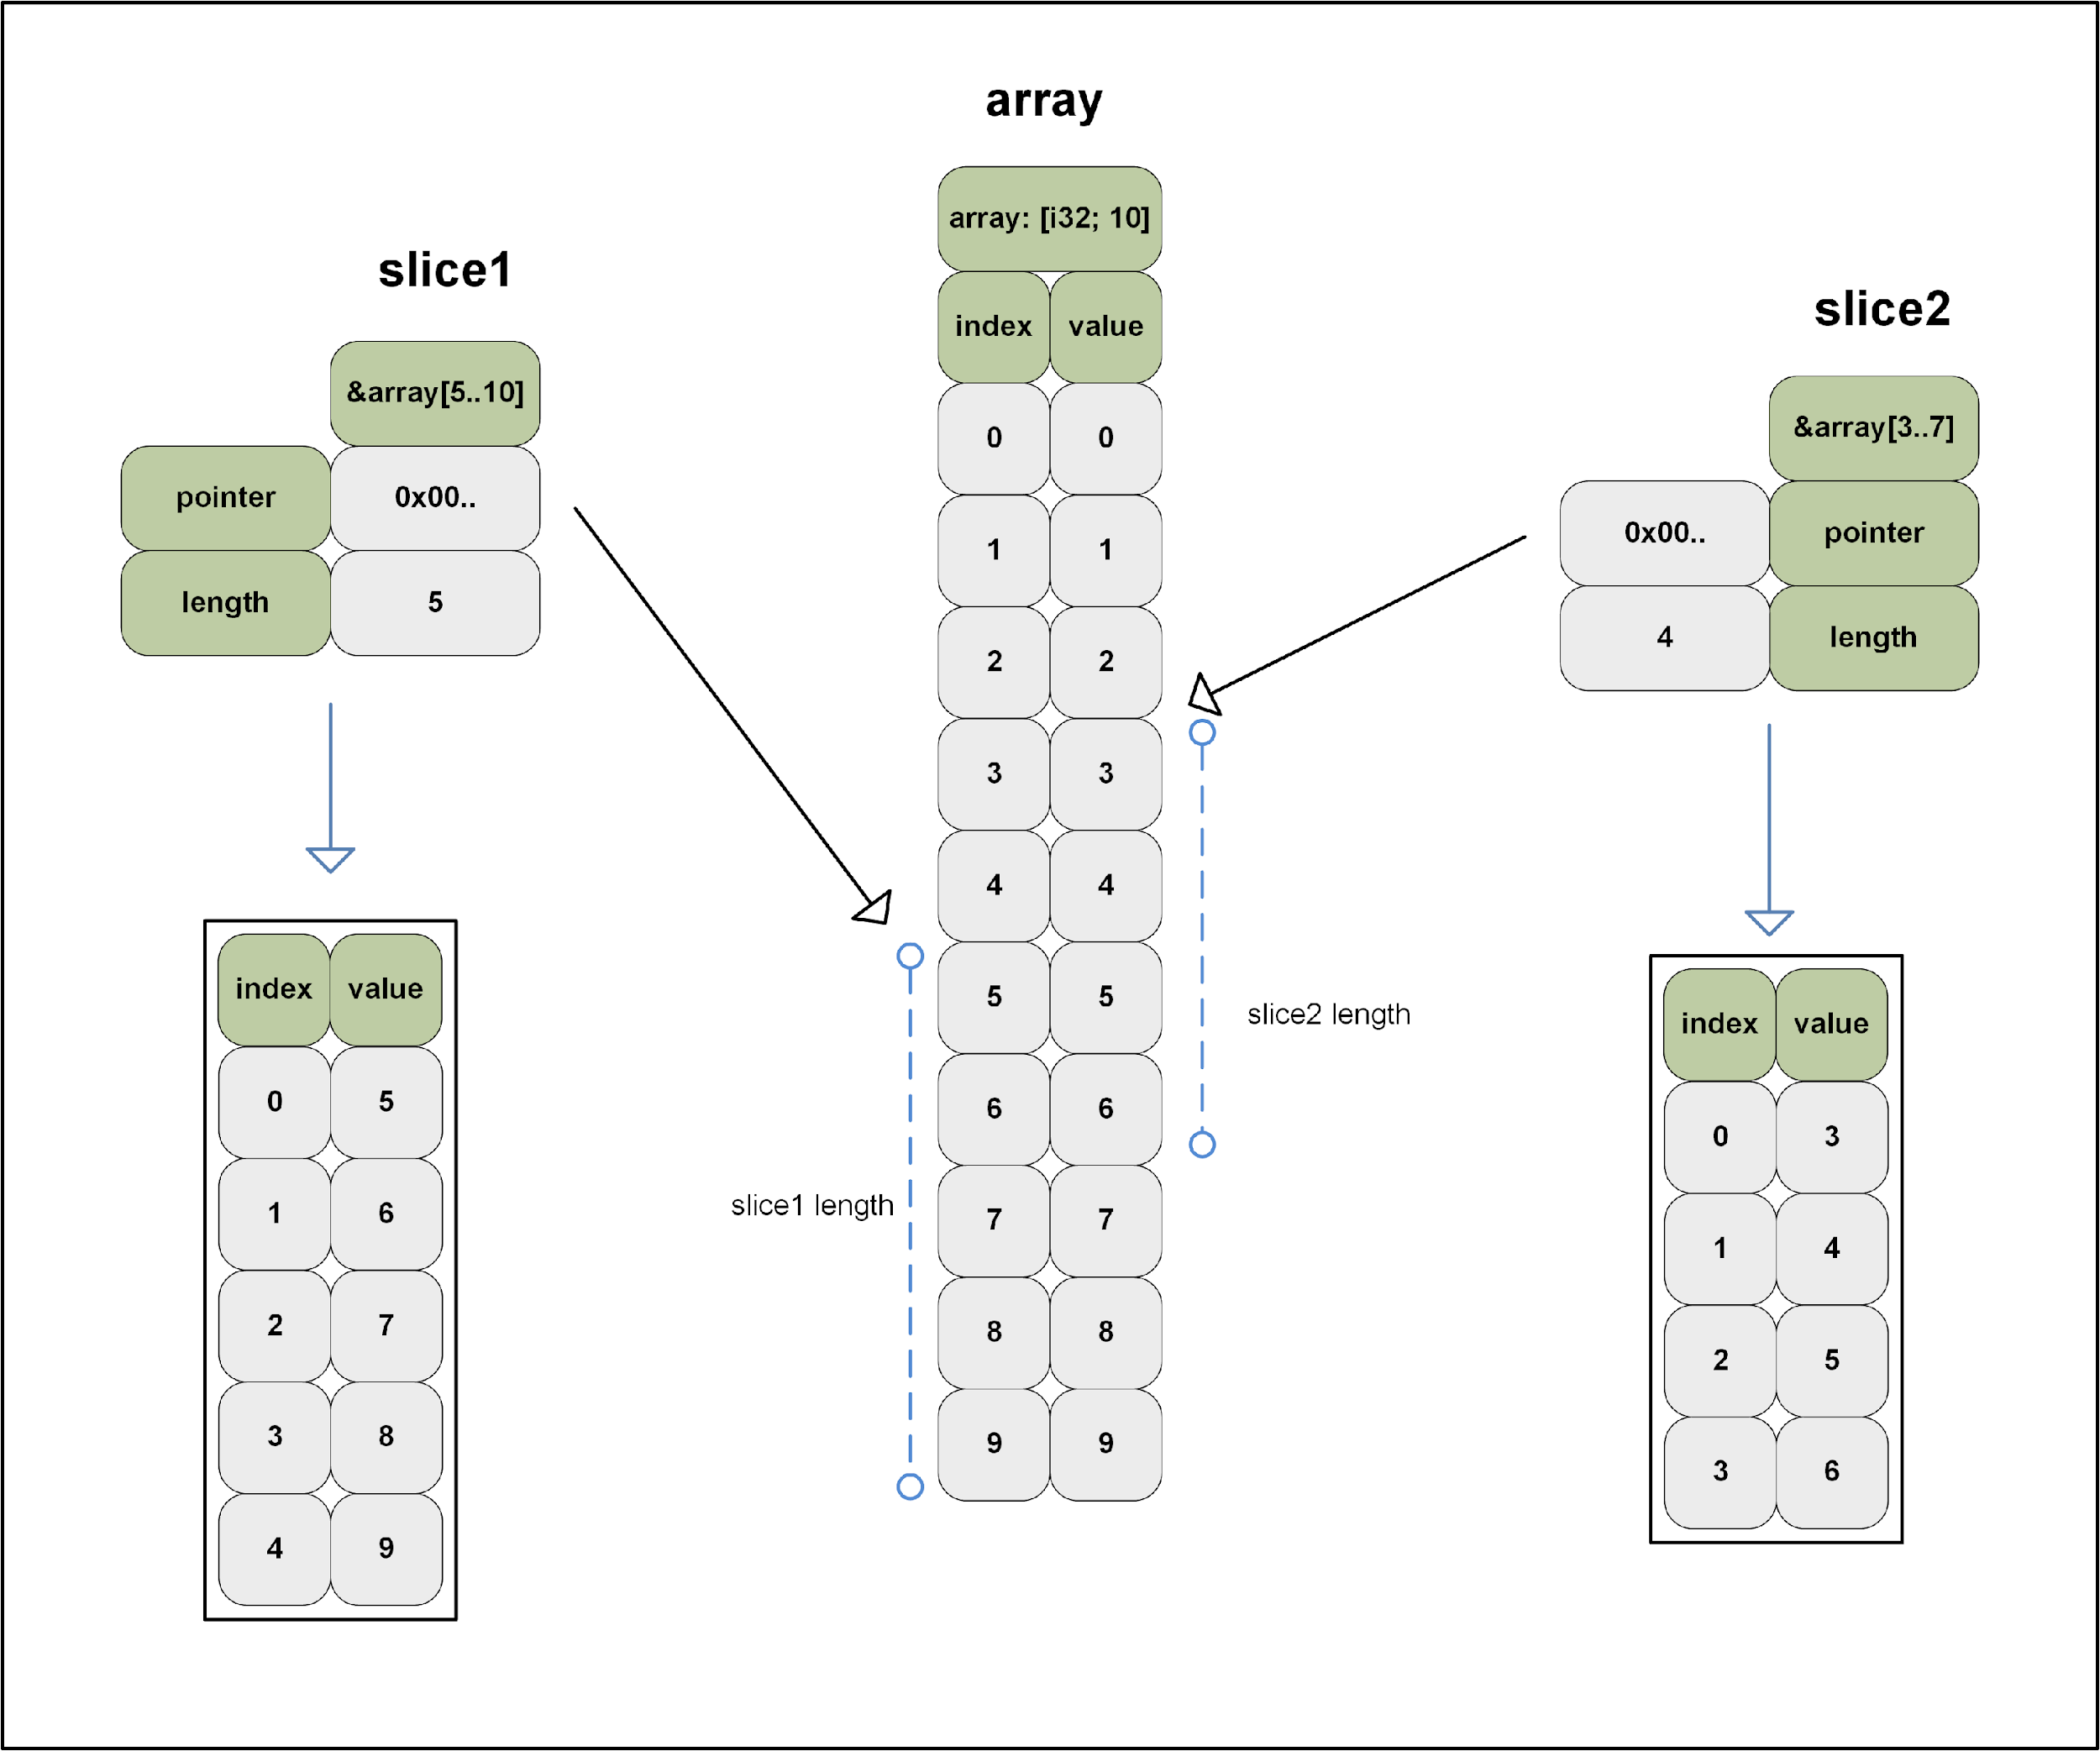 array
array: [i32; 10]
index value
0 0
1 1
2 2
3 3
4 4
5 5
6 6
7 7
8 8
9 9
slice1
&array[5..10]
pointer 0x00..
length 5
index value
0 5
1 6
2 7
3 8
4 9
slice1 length
slice2
&array[3..7]
0x00.. pointer
4 length
slice2 length
index value
0 3
1 4
2 5
3 6